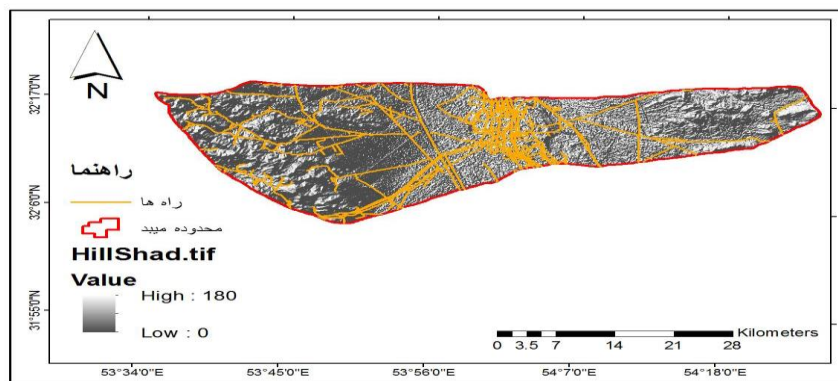 N
32°17'0"N
32°6'0"N
31°55'0"N
راهنما
راه ها
محدوده میبد
HillShad.tif
Value
High : 180
Low : 0
Kilometers
0 3.5 7 14 21 28
53°34'0"E 53°45'0"E 53°56'0"E 54°7'0"E 54°18'0"E